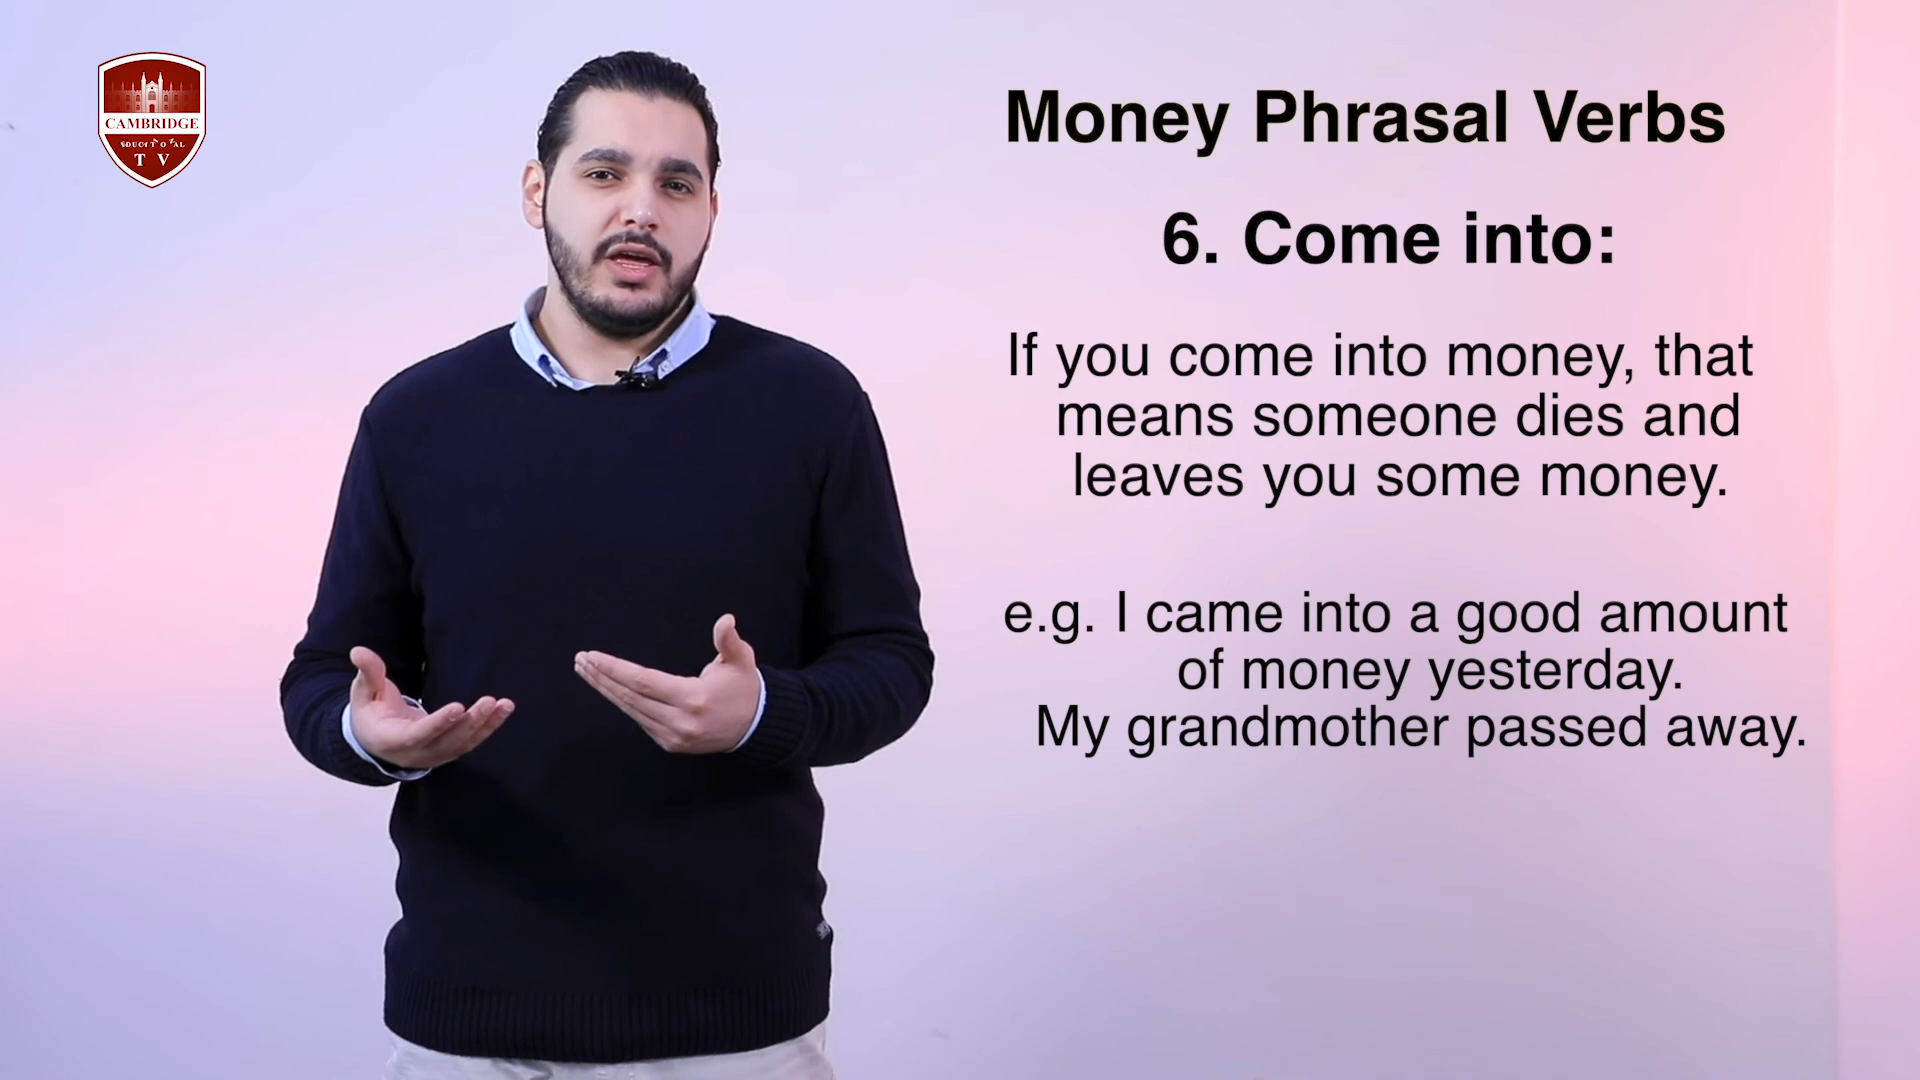 CAMBRIDGE
T V
Money Phrasal Verbs
6. Come into:
If you come into money, that
means someone dies and
leaves you some money.
e.g. I came into a good amount
of money yesterday.
My grandmother passed away.